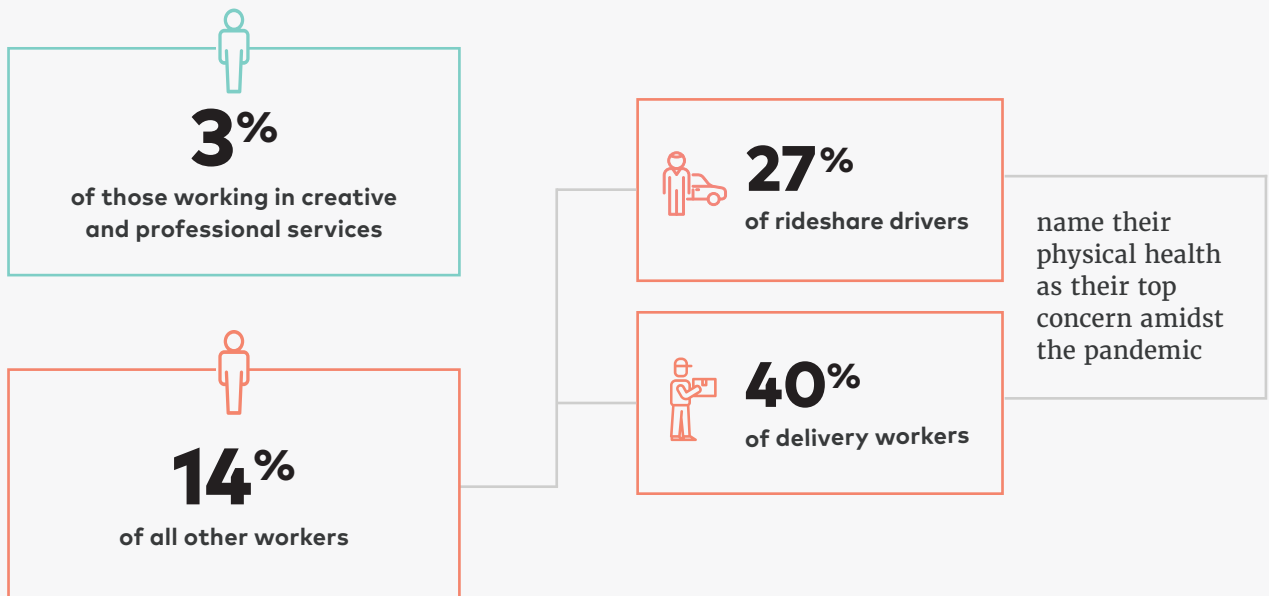 3%
of those working in creative
and professional services
14%
of all other workers
27%
of rideshare drivers
40%
of delivery workers
name their
physical health
as their top
concern amidst
the pandemic